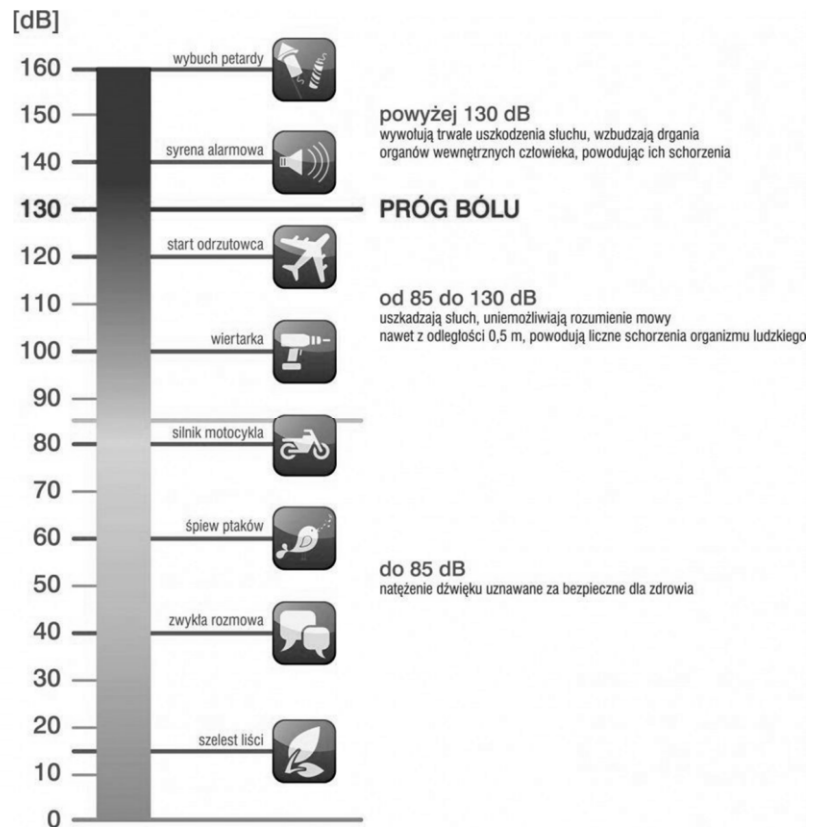 [dB]
160
wybuch petardy
150
powyżej 130 dB
wywołują trwałe uszkodzenia słuchu, wzbudzają drgania
organów wewnętrznych człowieka, powodując ich schorzenia
140
syrena alarmowa
130
PRÓG BÓLU
120
start odrzutowca
110
od 85 do 130 dB
uszkadzają słuch, uniemożliwiają rozumienie mowy
nawet z odległości 0,5 m, powodują liczne schorzenia organizmu ludzkiego
100
wiertarka
90
80
silnik motocykla
70
60
śpiew ptaków
50
do 85 dB
natężenie dźwięku uznawane za bezpieczne dla zdrowia
40
zwykła rozmowa
30
20
szelest liści
10
0